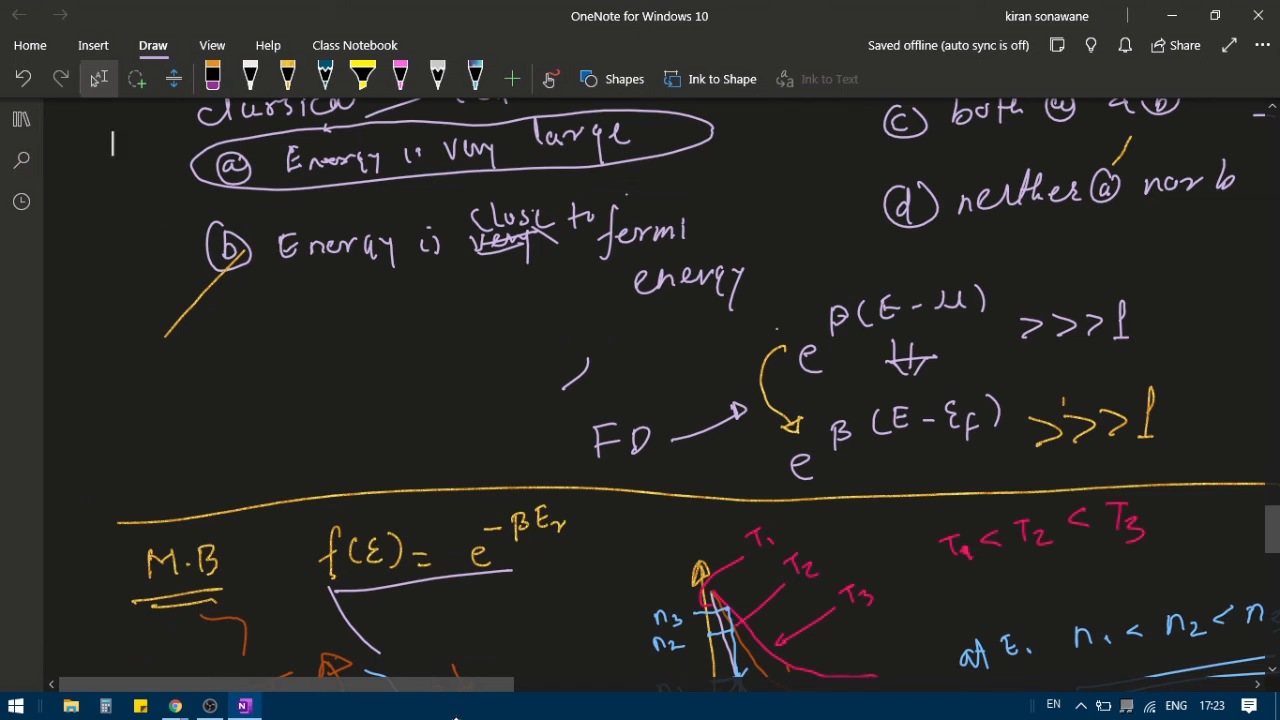 OneNote for Windows 10
kiran sonawane
Home Insert Draw View Help Class Notebook
Saved offline (auto sync is off) Share
Shapes Ink to Shape Ink to Text
classical
(a) Energy is very large
(c) both (a) & (b)
(d) neither (a) nor b
(b) Energy is very close to fermi
energy
e^β(E-μ) >>>1
FD
e^β(E-εf) >>>1
M.B f(ε) = e^-βEr
T1 < T2 < T3
T1
T2
T3
n3
n2
at E, n1 < n2 < n
EN ENG 17:23